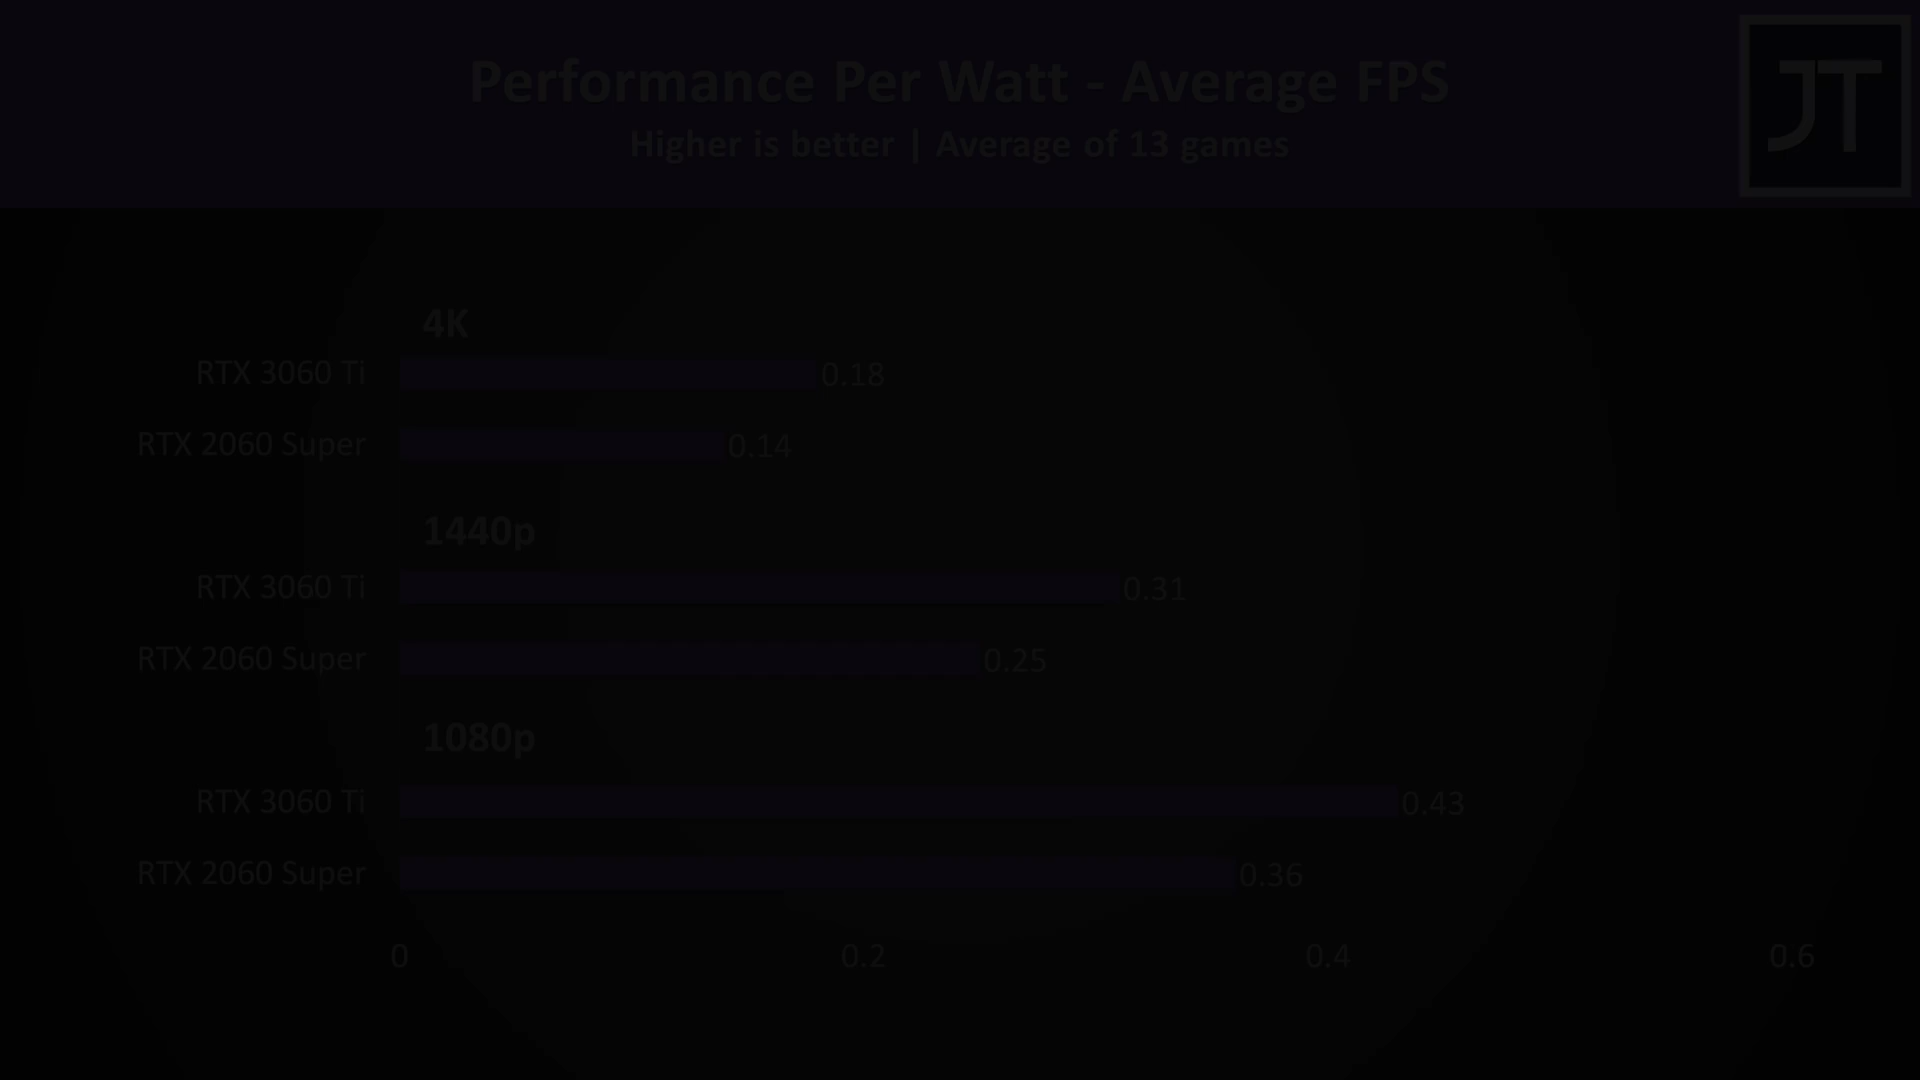 Performance Per Watt - Average FPS
Higher is better | Average of 13 games
JT
4K
RTX 3060 Ti 0.18
RTX 2060 Super 0.14
1440p
RTX 3060 Ti 0.31
RTX 2060 Super 0.25
1080p
RTX 3060 Ti 0.43
RTX 2060 Super 0.36
0 0.2 0.4 0.6